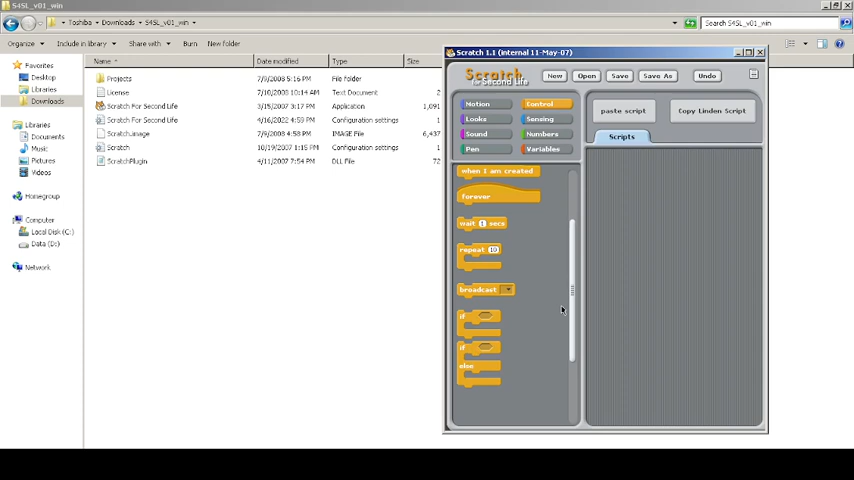 Toshiba ▸ Downloads ▸ S4SL_v01_win ▸
Search S4SL_v01_win
Organize Include in library Share with Burn New folder
Name Date modified Type Size
Favorites
Desktop
Libraries
Downloads
Libraries
Documents
Music
Pictures
Videos
Homegroup
Computer
Local Disk (C:)
Data (D:)
Network
Projects 7/9/2008 5:16 PM File folder
License 7/10/2008 10:14 AM Text Document 2
Scratch For Second Life 3/15/2007 3:17 PM Application 1,091
Scratch For Second Life 4/16/2022 4:59 PM Configuration settings
Scratch.image 7/9/2008 4:58 PM IMAGE File 6,437
Scratch 10/19/2007 1:15 PM Configuration settings
ScratchPlugin 4/11/2007 7:54 PM DLL File 72
Scratch 1.1 (internal 11-May-07)
Scratch
for Second Life
New Open Save Save As Undo
Motion Control
Looks Sensing
Sound Numbers
Pen Variables
paste script Copy Linden Script
Scripts
when I am created
forever
wait 1 secs
repeat 10
broadcast
if
if
else